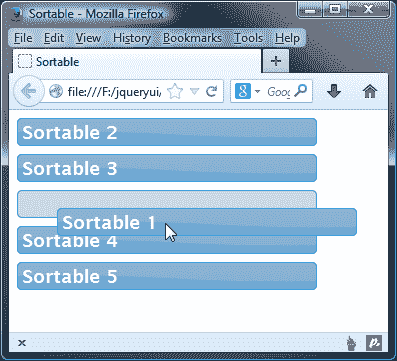 Sortable - Mozilla Firefox
File Edit View History Bookmarks Tools Help
Sortable
file:///F:/jqueryui/
Goog
Sortable 2
Sortable 3
Sortable 1
Sortable 4
Sortable 5